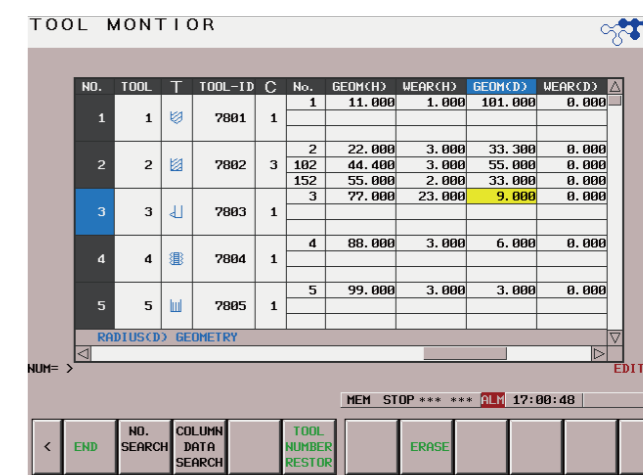 TOOL MONTIOR
NO. TOOL T TOOL-ID C No. GEOM(H) WEAR(H) GEOM(D) WEAR(D)
1 1 7801 1 1 11.000 1.000 101.000 0.000
2 2 7802 3 2 22.000 3.000 33.300 0.000
102 44.400 3.000 55.000 0.000
152 55.000 2.000 33.000 0.000
3 3 7803 1 3 77.000 23.000 9.000 0.000
4 4 7804 1 4 88.000 3.000 6.000 0.000
5 5 7805 1 5 99.000 3.000 3.000 0.000
RADIUS(D) GEOMETRY
NUM= >
EDIT
MEM STOP *** *** ALM 17:00:48
< END NO. SEARCH COLUMN DATA SEARCH TOOL NUMBER RESTOR ERASE